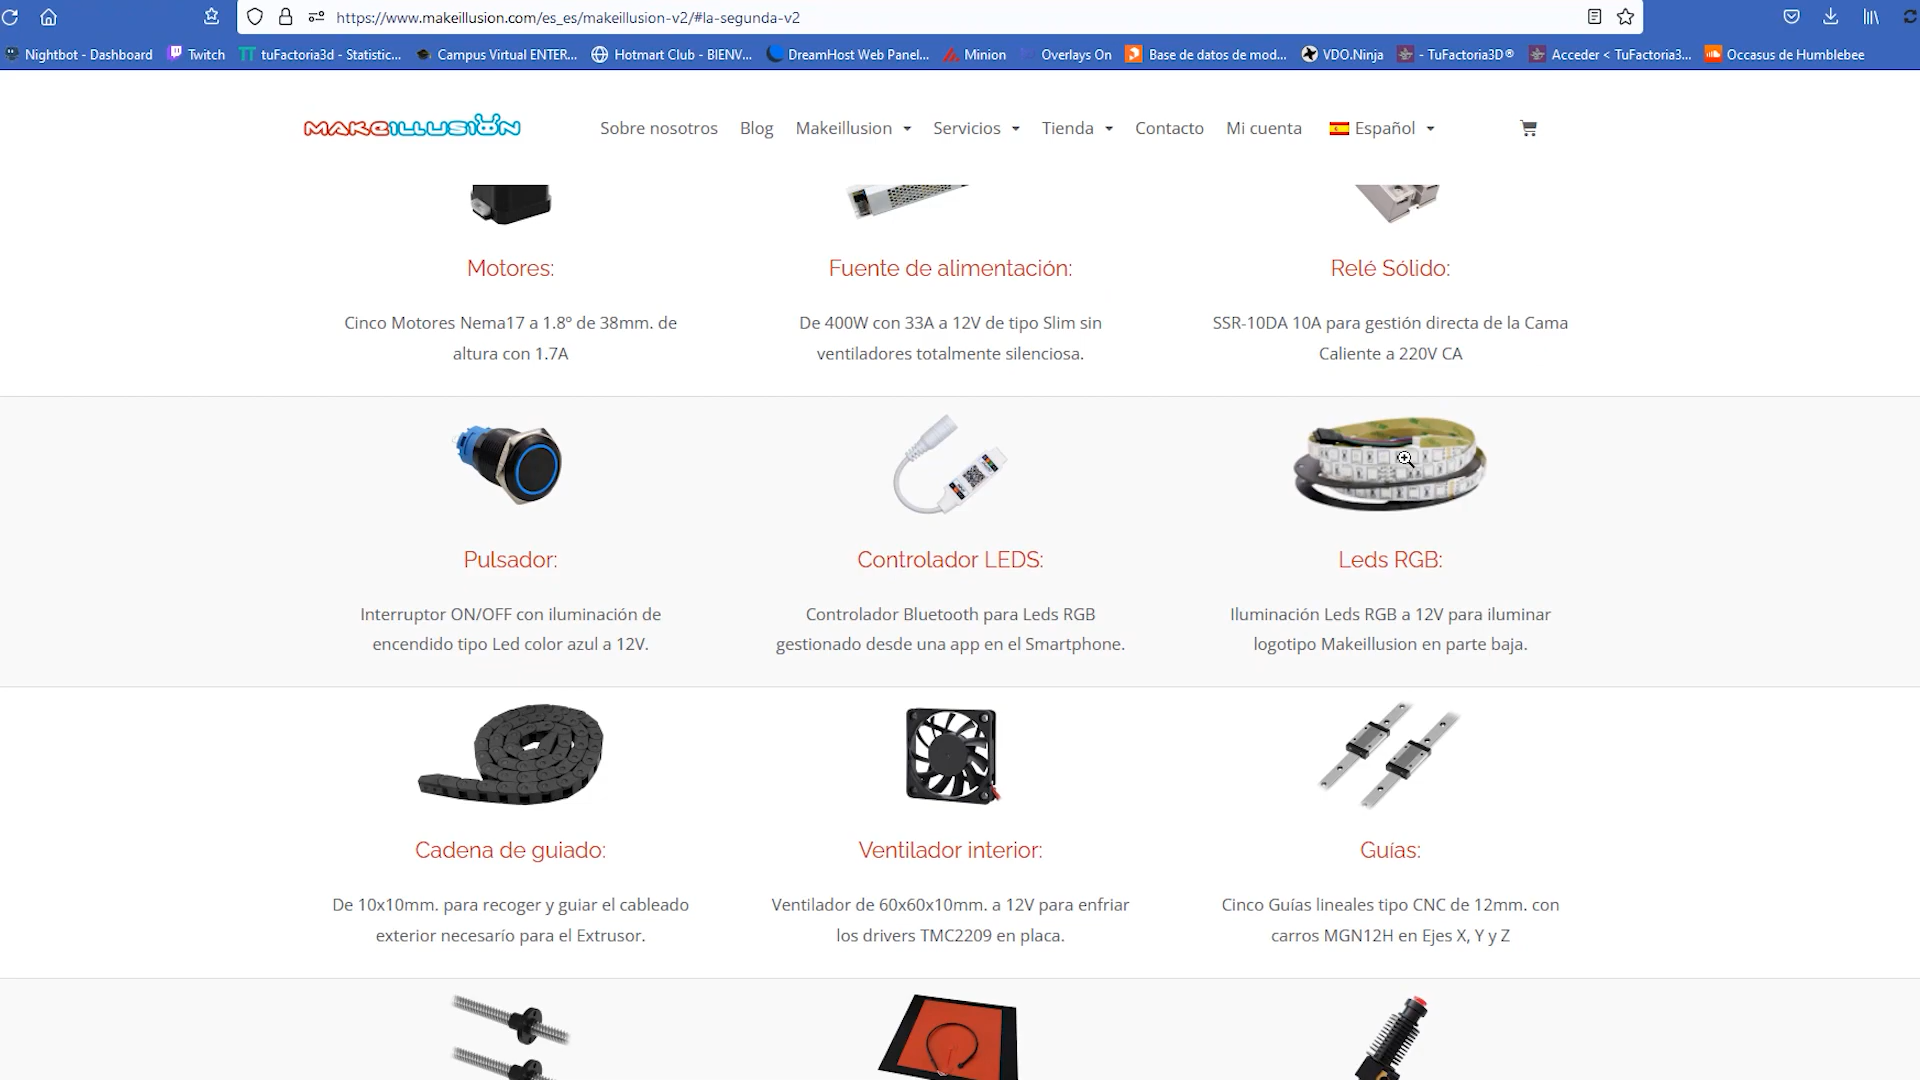 https://www.makeillusion.com/es_es/makeillusion-v2/#la-segunda-v2
Nightbot - Dashboard
Twitch
tuFactoria3d - Statistic...
Campus Virtual ENTER...
Hotmart Club - BIENV...
DreamHost Web Panel...
Minion
Overlays On
Base de datos de mod...
VDO.Ninja
- TuFactoria3D®
Acceder < TuFactoria3...
Occasus de Humblebee
MAKEILLUSION
Sobre nosotros
Blog
Makeillusion
Servicios
Tienda
Contacto
Mi cuenta
Español
Motores:
Fuente de alimentación:
Relé Sólido:
Cinco Motores Nema17 a 1.8º de 38mm. de
altura con 1.7A
De 400W con 33A a 12V de tipo Slim sin
ventiladores totalmente silenciosa.
SSR-10DA 10A para gestión directa de la Cama
Caliente a 220V CA
Pulsador:
Controlador LEDS:
Leds RGB:
Interruptor ON/OFF con iluminación de
encendido tipo Led color azul a 12V.
Controlador Bluetooth para Leds RGB
gestionado desde una app en el Smartphone.
Iluminación Leds RGB a 12V para iluminar
logotipo Makeillusion en parte baja.
Cadena de guiado:
Ventilador interior:
Guías:
De 10x10mm. para recoger y guiar el cableado
exterior necesarío para el Extrusor.
Ventilador de 60x60x10mm. a 12V para enfriar
los drivers TMC2209 en placa.
Cinco Guías lineales tipo CNC de 12mm. con
carros MGN12H en Ejes X, Y y Z